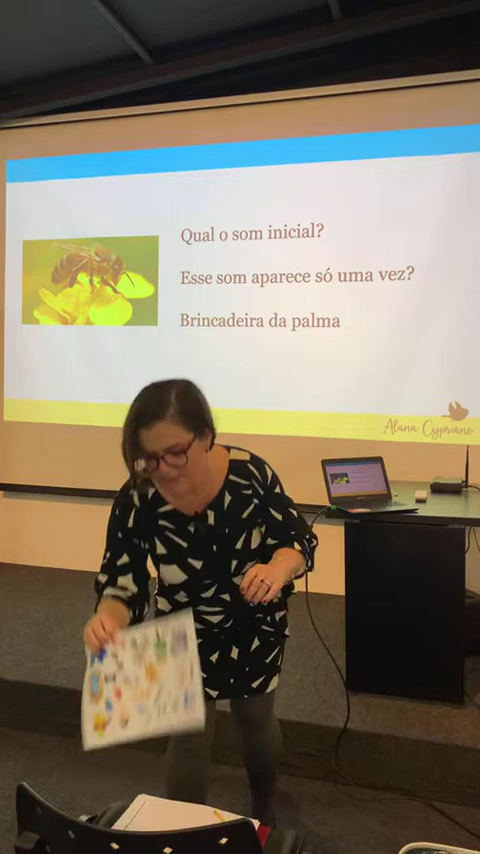 Qual o som inicial?
Esse som aparece só uma vez?
Brincadeira da palma
Alana Cypriano